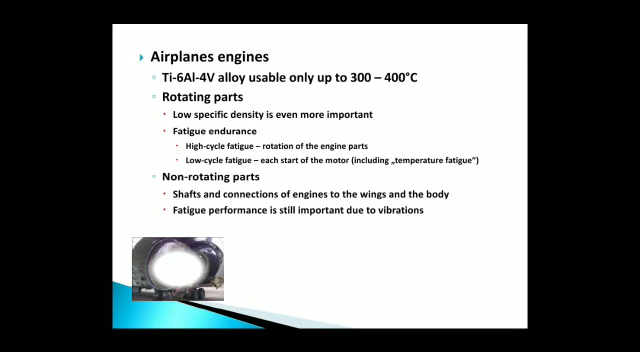 Airplanes engines
Ti-6Al-4V alloy usable only up to 300 – 400°C
Rotating parts
Low specific density is even more important
Fatigue endurance
High-cycle fatigue – rotation of the engine parts
Low-cycle fatigue – each start of the motor (including „temperature fatigue“)
Non-rotating parts
Shafts and connections of engines to the wings and the body
Fatigue performance is still important due to vibrations